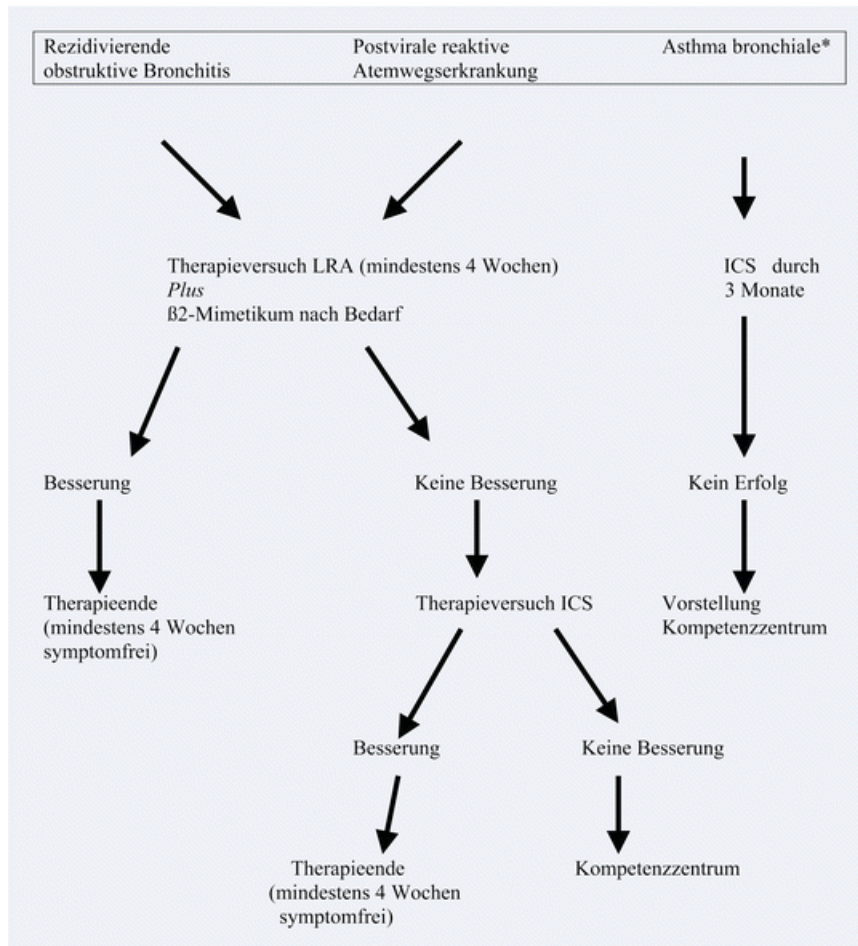 Rezidivierende
obstruktive Bronchitis
Postvirale reaktive
Atemwegserkrankung
Asthma bronchiale*
Therapieversuch LRA (mindestens 4 Wochen)
Plus
ß2-Mimetikum nach Bedarf
ICS durch
3 Monate
Besserung
Keine Besserung
Kein Erfolg
Therapieende
(mindestens 4 Wochen
symptomfrei)
Therapieversuch ICS
Vorstellung
Kompetenzzentrum
Besserung
Keine Besserung
Therapieende
(mindestens 4 Wochen
symptomfrei)
Kompetenzzentrum